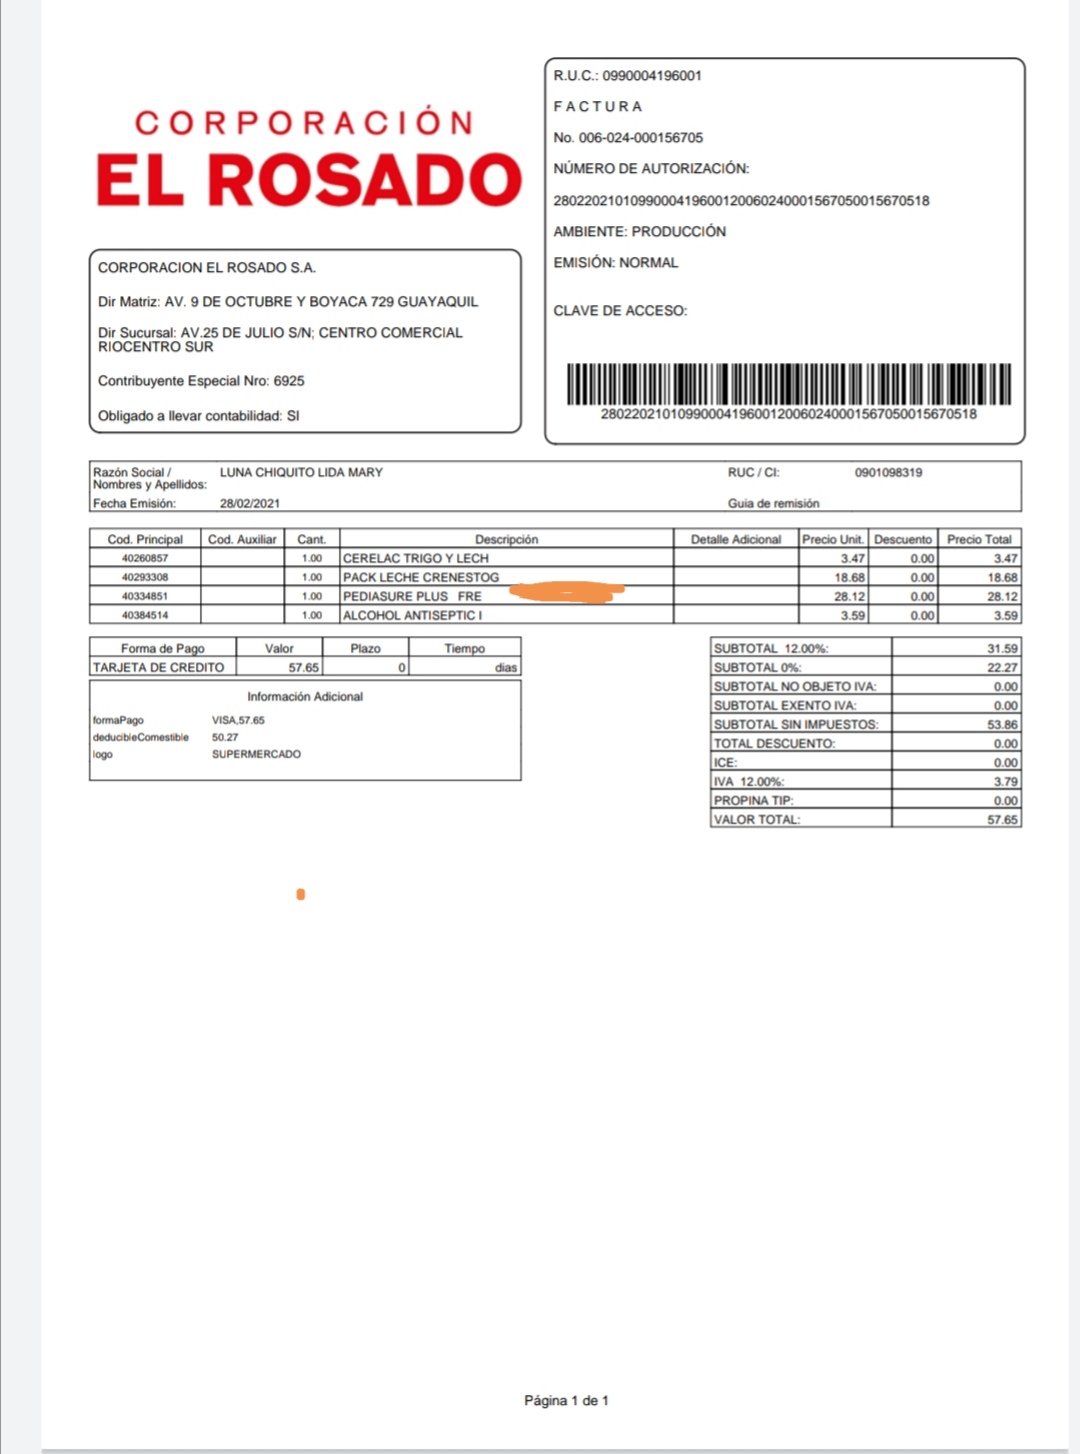 CORPORACIÓN
EL ROSADO
R.U.C.: 0990004196001
FACTURA
No. 006-024-000156705
NÚMERO DE AUTORIZACIÓN:
2802202101099000419600120060240001567050015670518
AMBIENTE: PRODUCCIÓN
EMISIÓN: NORMAL
CLAVE DE ACCESO:
2802202101099000419600120060240001567050015670518
CORPORACION EL ROSADO S.A.
Dir Matriz: AV. 9 DE OCTUBRE Y BOYACA 729 GUAYAQUIL
Dir Sucursal: AV.25 DE JULIO S/N; CENTRO COMERCIAL
RIOCENTRO SUR
Contribuyente Especial Nro: 6925
Obligado a llevar contabilidad: SI
Razón Social / LUNA CHIQUITO LIDA MARY RUC / CI: 0901098319
Nombres y Apellidos:
Fecha Emisión: 28/02/2021 Guia de remisión
Cod. Principal Cod. Auxiliar Cant. Descripción Detalle Adicional Precio Unit. Descuento Precio Total
40260857 1.00 CERELAC TRIGO Y LECH 3.47 0.00 3.47
40293308 1.00 PACK LECHE CRENESTOG 18.68 0.00 18.68
40334851 1.00 PEDIASURE PLUS FRE 28.12 0.00 28.12
40384514 1.00 ALCOHOL ANTISEPTIC I 3.59 0.00 3.59
Forma de Pago Valor Plazo Tiempo
TARJETA DE CREDITO 57.65 0 dias
Información Adicional
formaPago VISA,57.65
deducibleComestible 50.27
logo SUPERMERCADO
SUBTOTAL 12.00%: 31.59
SUBTOTAL 0%: 22.27
SUBTOTAL NO OBJETO IVA: 0.00
SUBTOTAL EXENTO IVA: 0.00
SUBTOTAL SIN IMPUESTOS: 53.86
TOTAL DESCUENTO: 0.00
ICE: 0.00
IVA 12.00%: 3.79
PROPINA TIP: 0.00
VALOR TOTAL: 57.65
Página 1 de 1